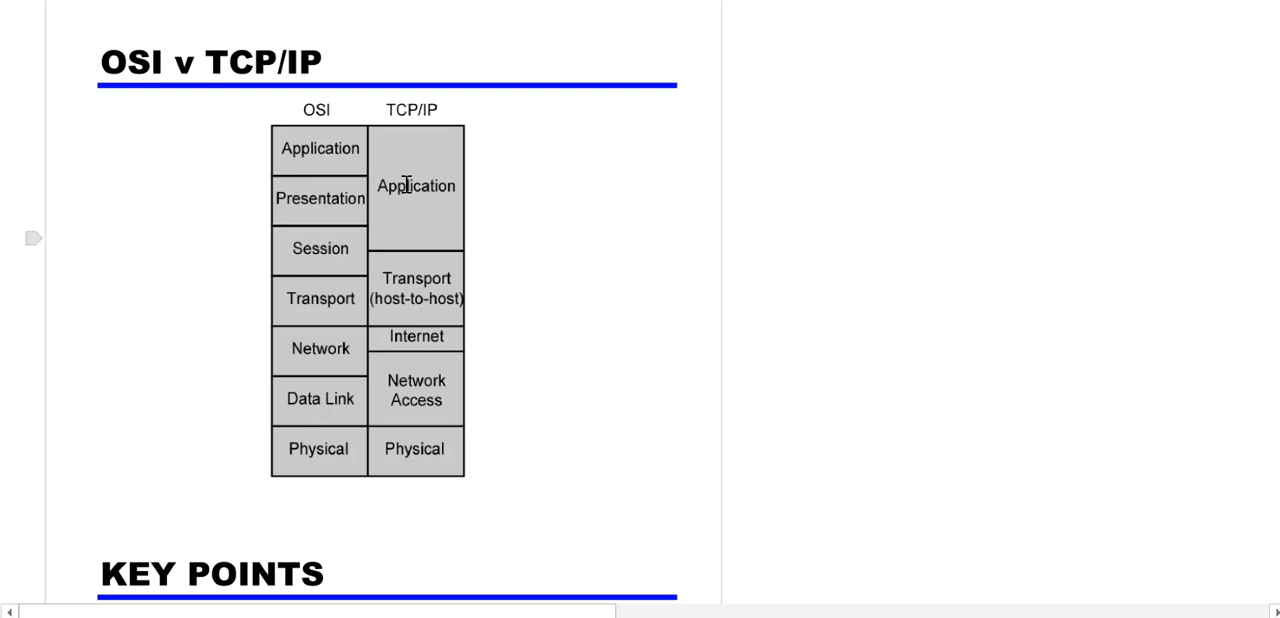 OSI v TCP/IP
OSI TCP/IP
Application
Presentation
Session
Transport
Network
Data Link
Physical
Application
Transport
(host-to-host)
Internet
Network
Access
Physical
KEY POINTS